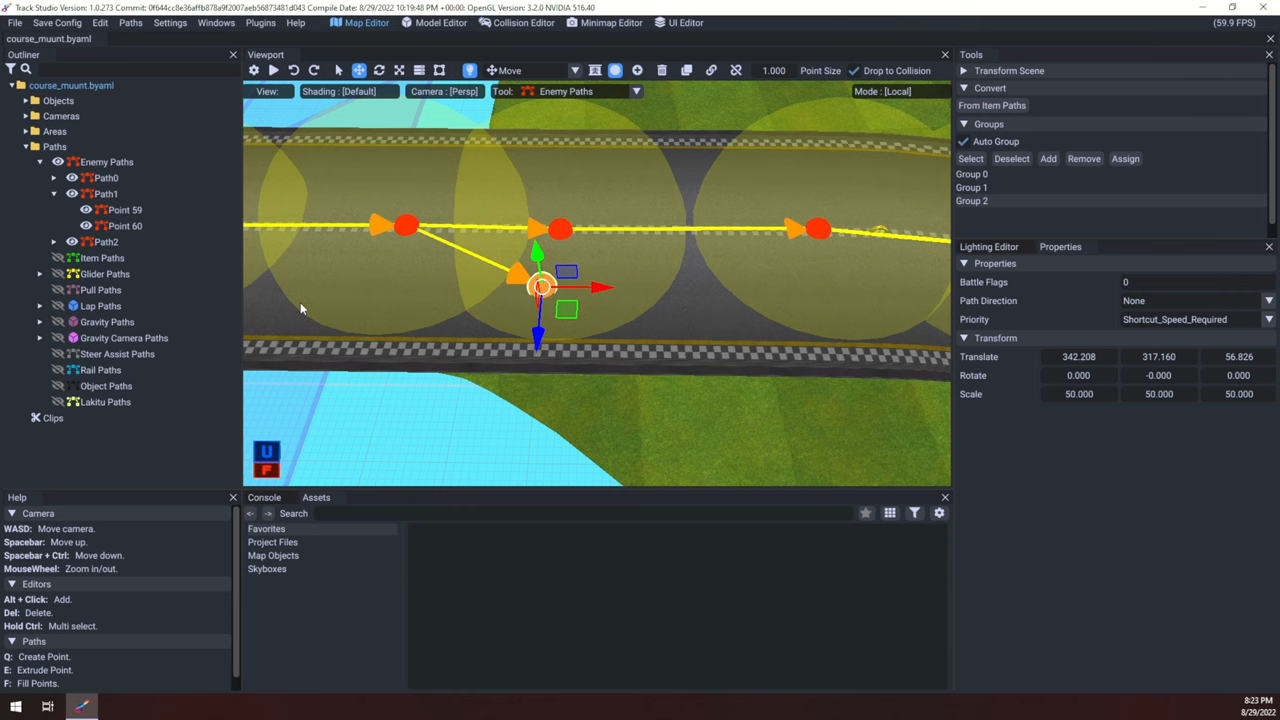 Track Studio Version: 1.0.273 Commit: 0f644cc8e36affb878a9f2007aeb56873481d043 Compile Date: 8/29/2022 10:19:48 PM +00:00: OpenGL Version: 3.2.0 NVIDIA 516.40
File Save Config Edit Paths Settings Windows Plugins Help Map Editor Model Editor Collision Editor Minimap Editor UI Editor (59.9 FPS)
course_muunt.byaml
Outliner
course_muunt.byaml
Objects
Cameras
Areas
Paths
Enemy Paths
Path0
Path1
Point 59
Point 60
Path2
Item Paths
Glider Paths
Pull Paths
Lap Paths
Gravity Paths
Gravity Camera Paths
Steer Assist Paths
Rail Paths
Object Paths
Lakitu Paths
Clips
Help
Camera
WASD: Move camera.
Spacebar: Move up.
Spacebar + Ctrl: Move down.
MouseWheel: Zoom in/out.
Editors
Alt + Click: Add.
Del: Delete.
Hold Ctrl: Multi select.
Paths
Q: Create Point.
E: Extrude Point.
F: Fill Points.
Viewport
Move 1.000 Point Size Drop to Collision
View: Shading : [Default] Camera : [Persp] Tool: Enemy Paths Mode : [Local]
U
F
Console Assets
<- -> Search
Favorites
Project Files
Map Objects
Skyboxes
Tools
Transform Scene
Convert
From Item Paths
Groups
Auto Group
Select Deselect Add Remove Assign
Group 0
Group 1
Group 2
Lighting Editor Properties
Properties
Battle Flags 0
Path Direction None
Priority Shortcut_Speed_Required
Transform
Translate 342.208 317.160 56.826
Rotate 0.000 -0.000 0.000
Scale 50.000 50.000 50.000
8:23 PM
8/29/2022